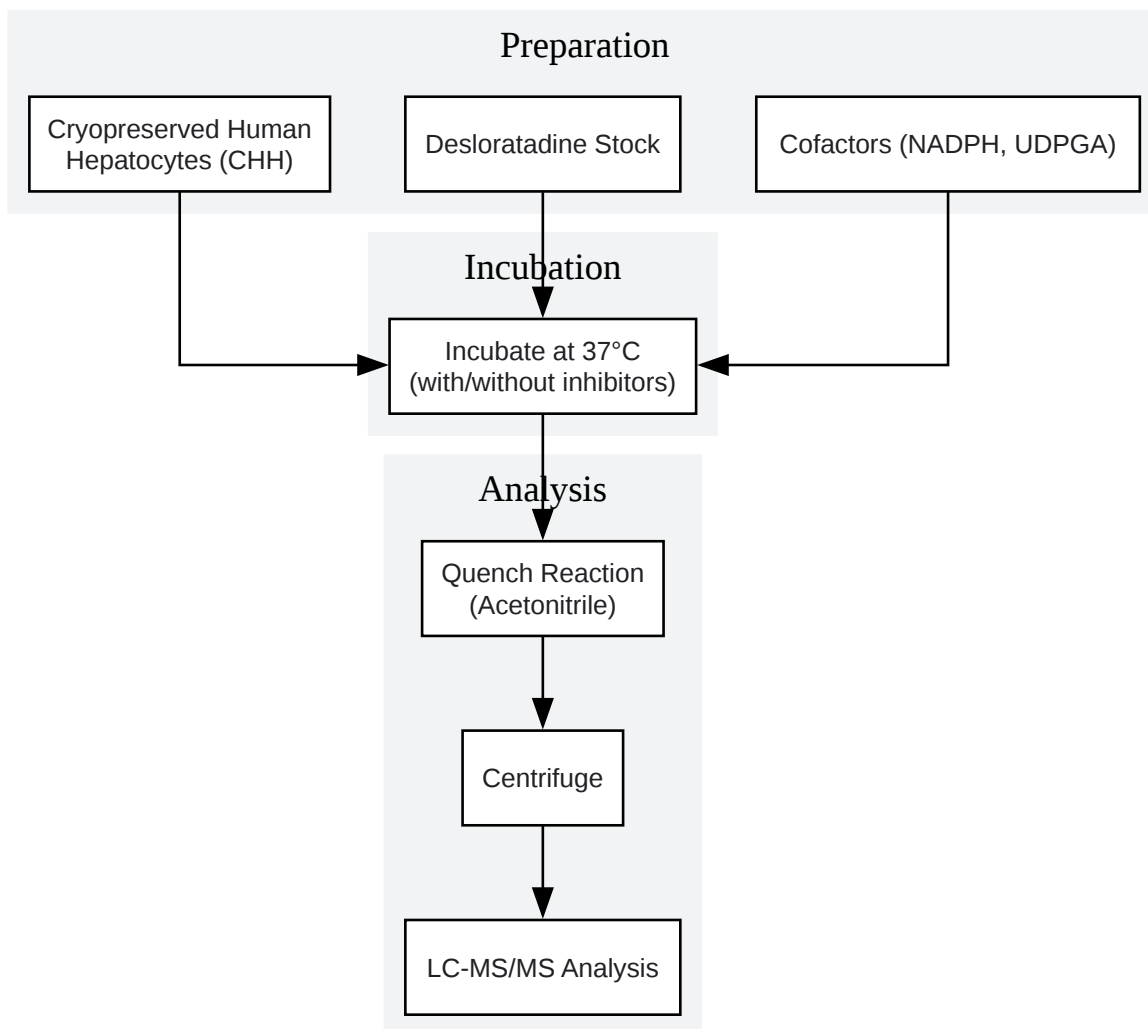 Preparation
Cryopreserved Human
Hepatocytes (CHH)
Desloratadine Stock
Cofactors (NADPH, UDPGA)
Incubation
Incubate at 37°C
(with/without inhibitors)
Analysis
Quench Reaction
(Acetonitrile)
Centrifuge
LC-MS/MS Analysis